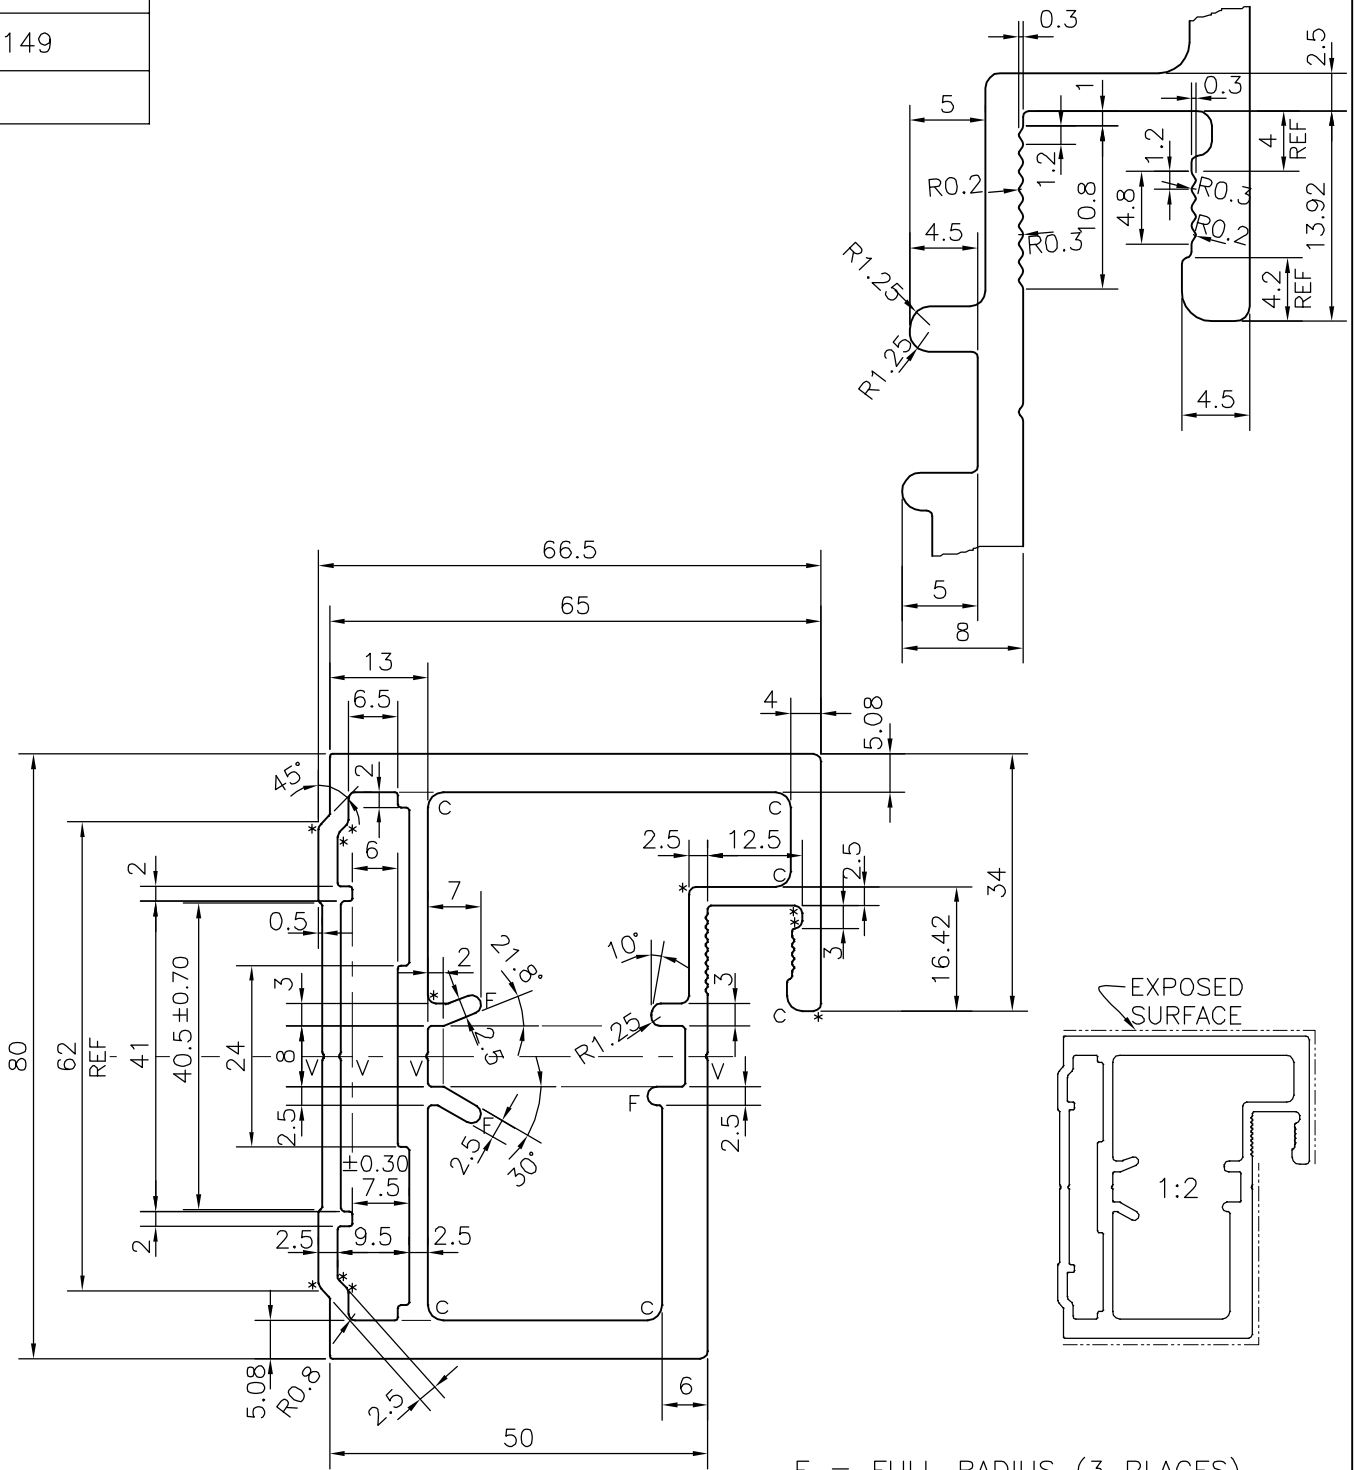 149
0.3
2.5
5
1
0.3
1.2
1.2
4
REF
R0.2
10.8
4.8
R0.3
13.92
4.5
R0.3
R0.2
R1.25
4.2
REF
R1.25
4.5
5
8
66.5
65
13
6.5
4
5.08
45°
2
C
C
*
*
*
2.5
12.5
2.5
2
6
7
*
C
34
*
*
0.5
2
21.8°
10°
3
16.42
3
*
F
3
C
*
2.5
R1.25
EXPOSED
SURFACE
80
62
REF
41
40.5 ±0.70
24
8
V
V
V
V
F
F
2.5
2.5
30°
2.5
±0.30
7.5
1:2
2
2.5
9.5
2.5
*
*
*
C
C
5.08
R0.8
2.5
6
50
F = FULL RADIUS (3 PLACES)